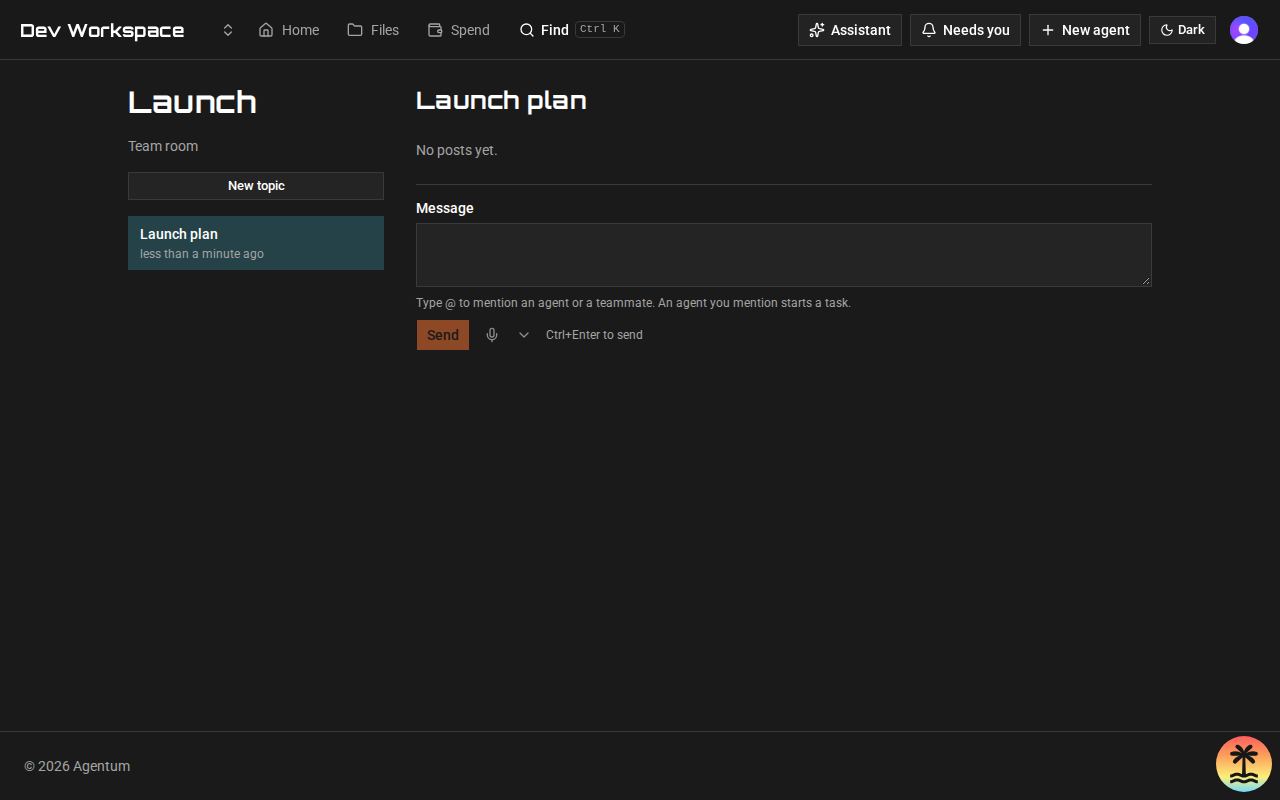 Dev Workspace
Home
Files
Spend
Find Ctrl K
Assistant
Needs you
New agent
Dark
Launch
Team room
New topic
Launch plan
less than a minute ago
Launch plan
No posts yet.
Message
Type @ to mention an agent or a teammate. An agent you mention starts a task.
Send
Ctrl+Enter to send
© 2026 Agentum